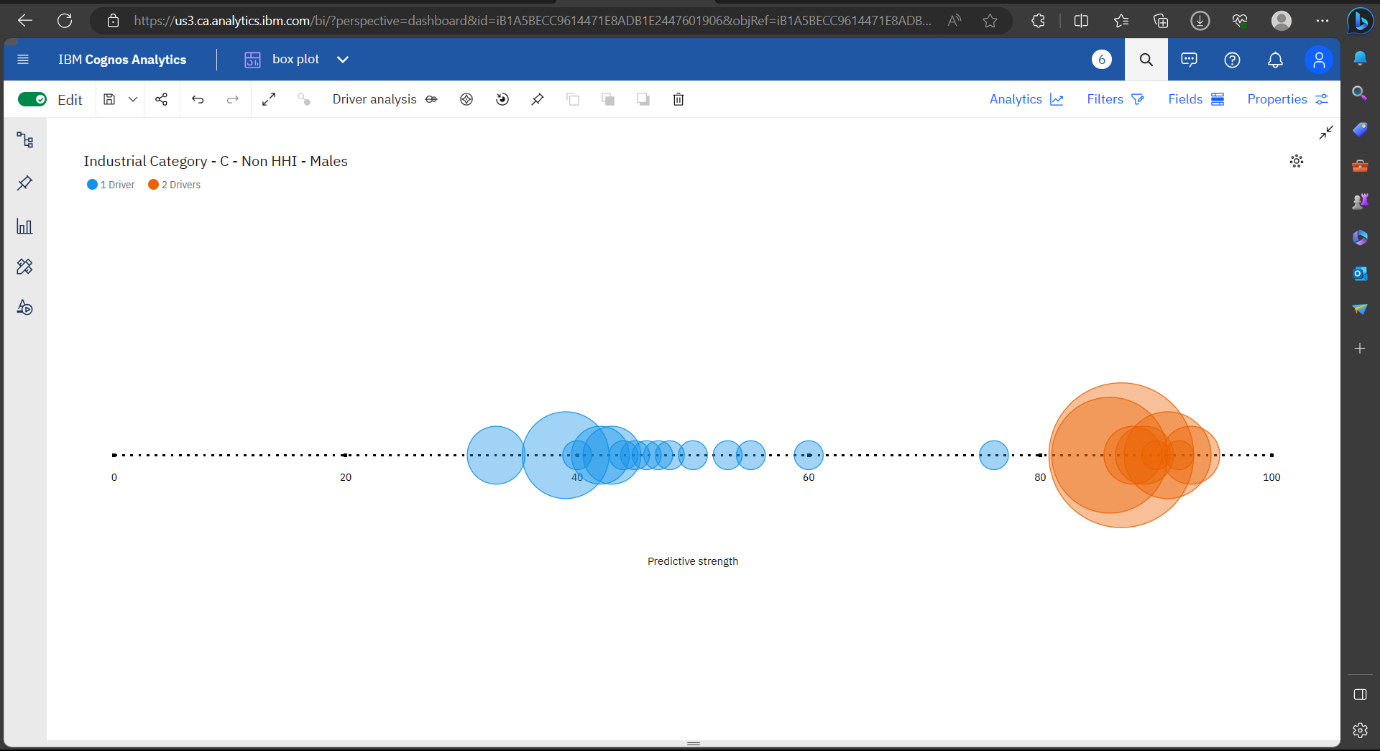 https://us3.ca.analytics.ibm.com/bi/?perspective=dashboard&id=iB1A5BECC9614471E8ADB1E2447601906&objRef=iB1A5BECC9614471E8ADB...
IBM Cognos Analytics
box plot
6
Edit
Driver analysis
Analytics
Filters
Fields
Properties
Industrial Category - C - Non HHI - Males
1 Driver
2 Drivers
0
20
40
60
80
100
Predictive strength